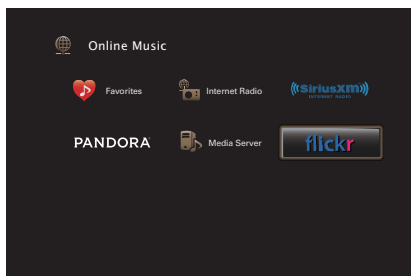 Online Music
Favorites
Internet Radio
((SiriusXM))
INTERNET RADIO
PANDORA
Media Server
flickr